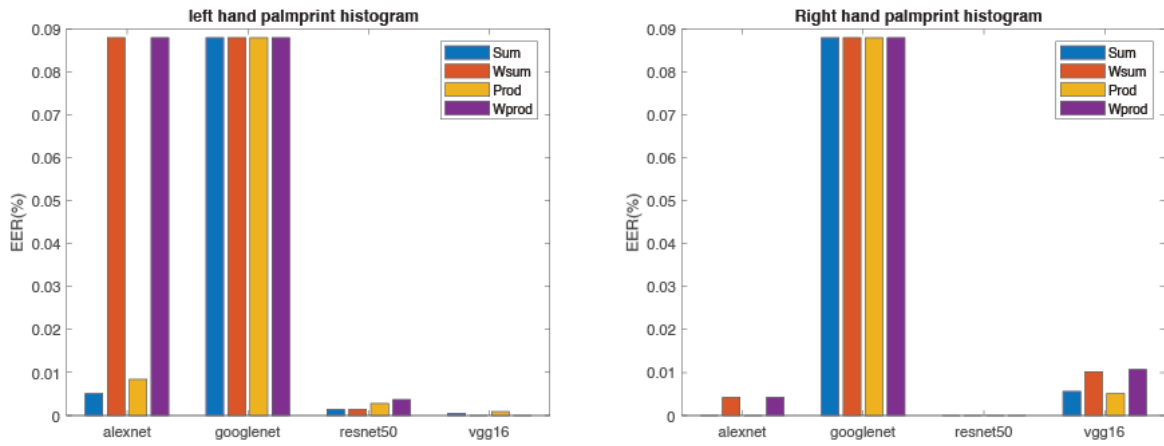 left hand palmprint histogram
0.09
0.08
0.07
0.06
0.05
0.04
0.03
0.02
0.01
0
EER(%)
Sum
Wsum
Prod
Wprod
alexnet googlenet resnet50 vgg16
Right hand palmprint histogram
0.09
0.08
0.07
0.06
0.05
0.04
0.03
0.02
0.01
0
EER(%)
Sum
Wsum
Prod
Wprod
alexnet googlenet resnet50 vgg16